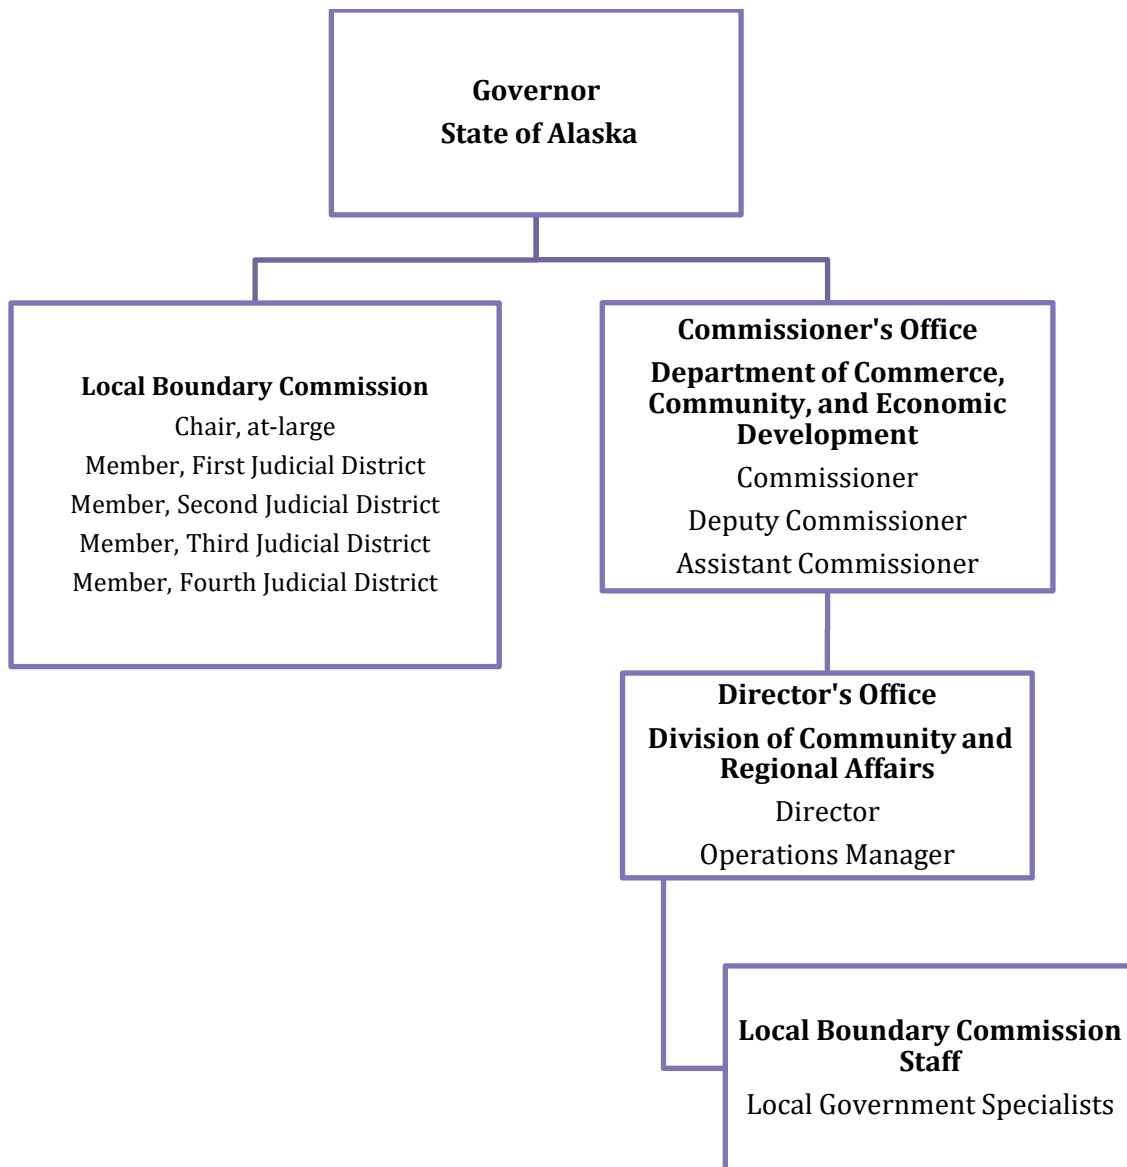 Governor
State of Alaska
Local Boundary Commission
Chair, at-large
Member, First Judicial District
Member, Second Judicial District
Member, Third Judicial District
Member, Fourth Judicial District
Commissioner's Office
Department of Commerce,
Community, and Economic
Development
Commissioner
Deputy Commissioner
Assistant Commissioner
Director's Office
Division of Community and
Regional Affairs
Director
Operations Manager
Local Boundary Commission
Staff
Local Government Specialists